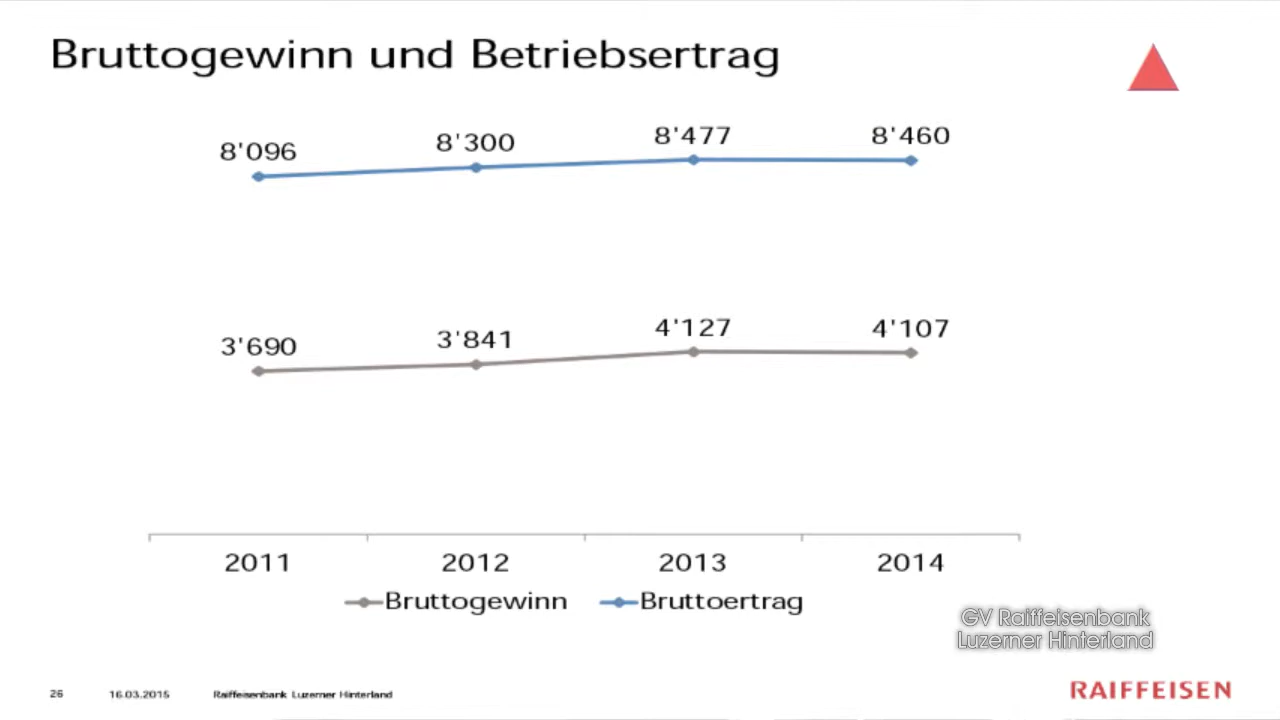 Bruttogewinn und Betriebsertrag
8'096
8'300
8'477
8'460
3'690
3'841
4'127
4'107
2011
2012
2013
2014
Bruttogewinn
Bruttoertrag
GV Raiffeisenbank
Luzerner Hinterland
26
16.03.2015
Raiffeisenbank Luzerner Hinterland
RAIFFEISEN